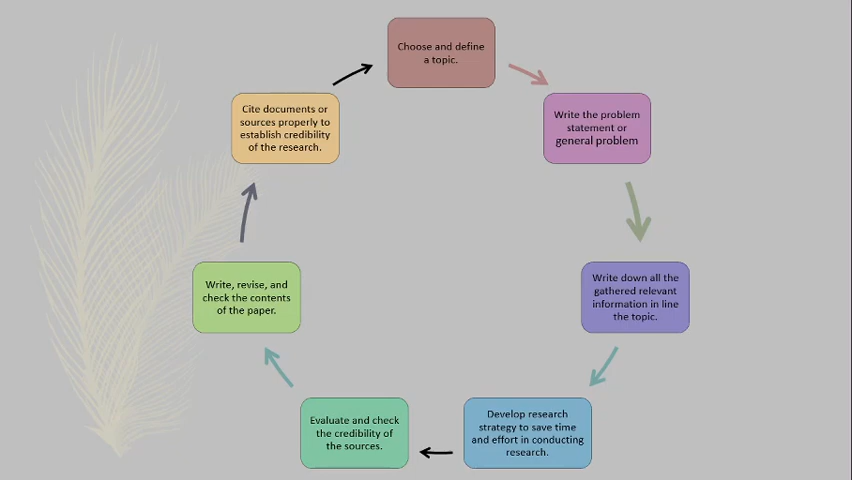 Choose and define
a topic.
Write the problem
statement or
general problem
Write down all the
gathered relevant
information in line
the topic.
Develop research
strategy to save time
and effort in conducting
research.
Evaluate and check
the credibility of
the sources.
Write, revise, and
check the contents
of the paper.
Cite documents or
sources properly to
establish credibility
of the research.